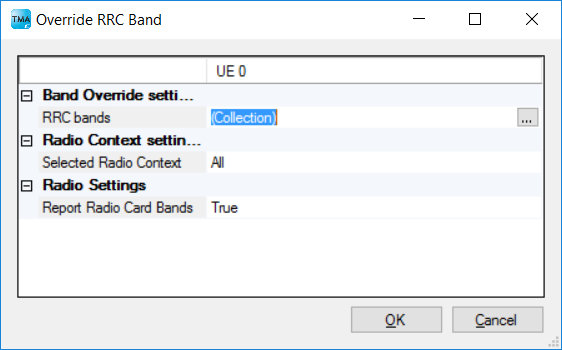 TMA Override RRC Band
UE 0
Band Override setti...
RRC bands (Collection) ...
Radio Context settin...
Selected Radio Context All
Radio Settings
Report Radio Card Bands True
OK Cancel